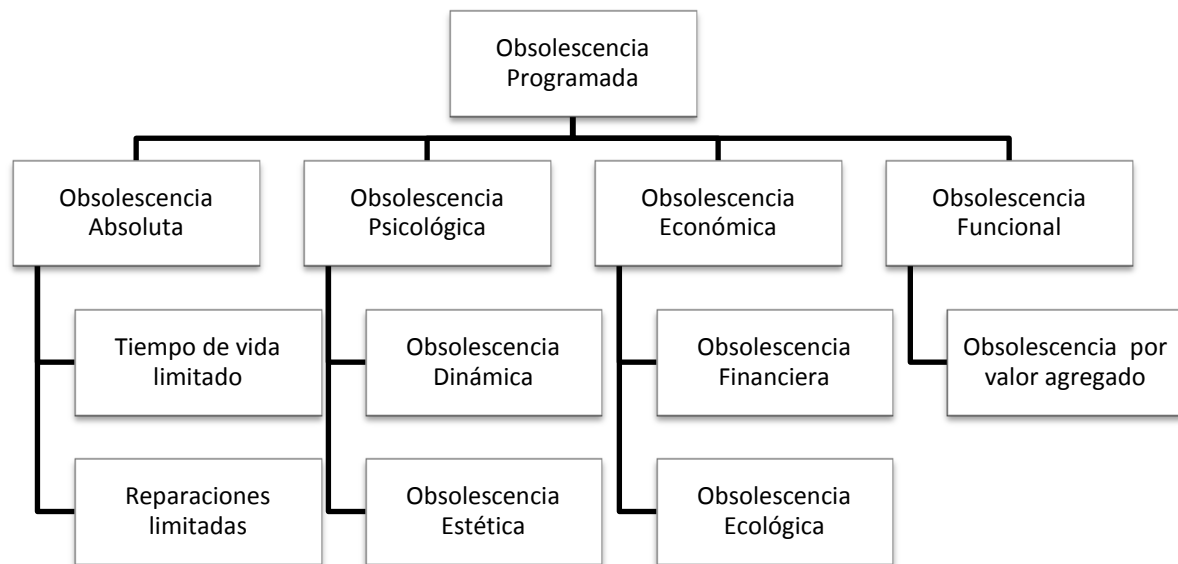 Obsolescencia
Programada
Obsolescencia
Absoluta
Obsolescencia
Psicológica
Obsolescencia
Económica
Obsolescencia
Funcional
Tiempo de vida
limitado
Obsolescencia
Dinámica
Obsolescencia
Financiera
Obsolescencia por
valor agregado
Reparaciones
limitadas
Obsolescencia
Estética
Obsolescencia
Ecológica